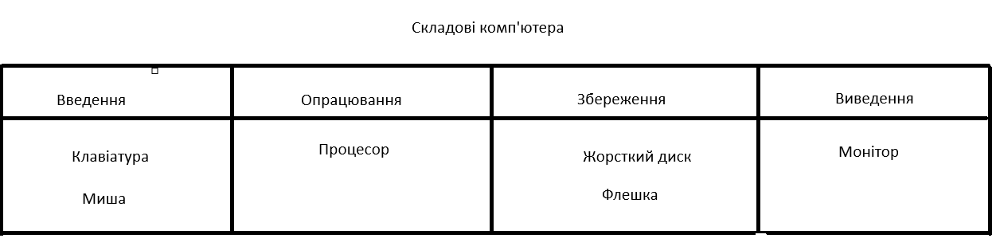 Складові комп'ютера
Введення Опрацювання Збереження Виведення
Клавіатура Процесор Жорсткий диск Монітор
Миша Флешка